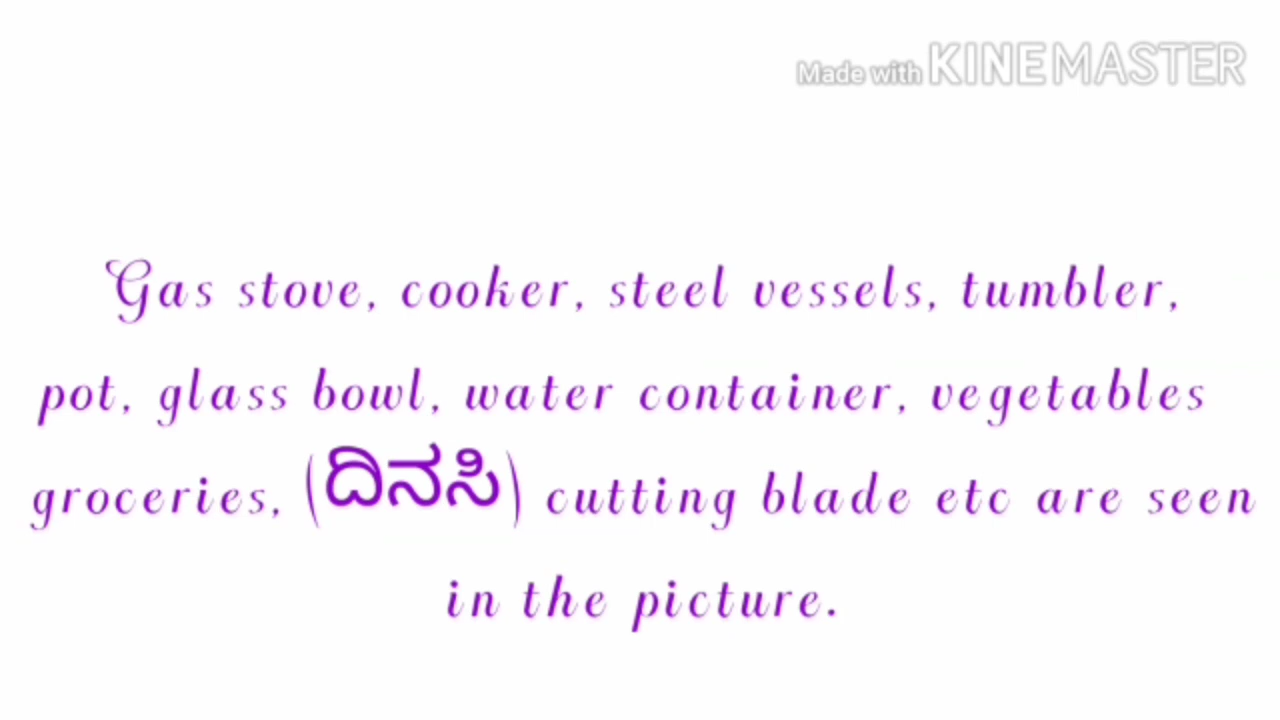 Made with KINEMASTER
Gas stove, cooker, steel vessels, tumbler,
pot, glass bowl, water container, vegetables
groceries, (ದಿನಸಿ) cutting blade etc are seen
in the picture.